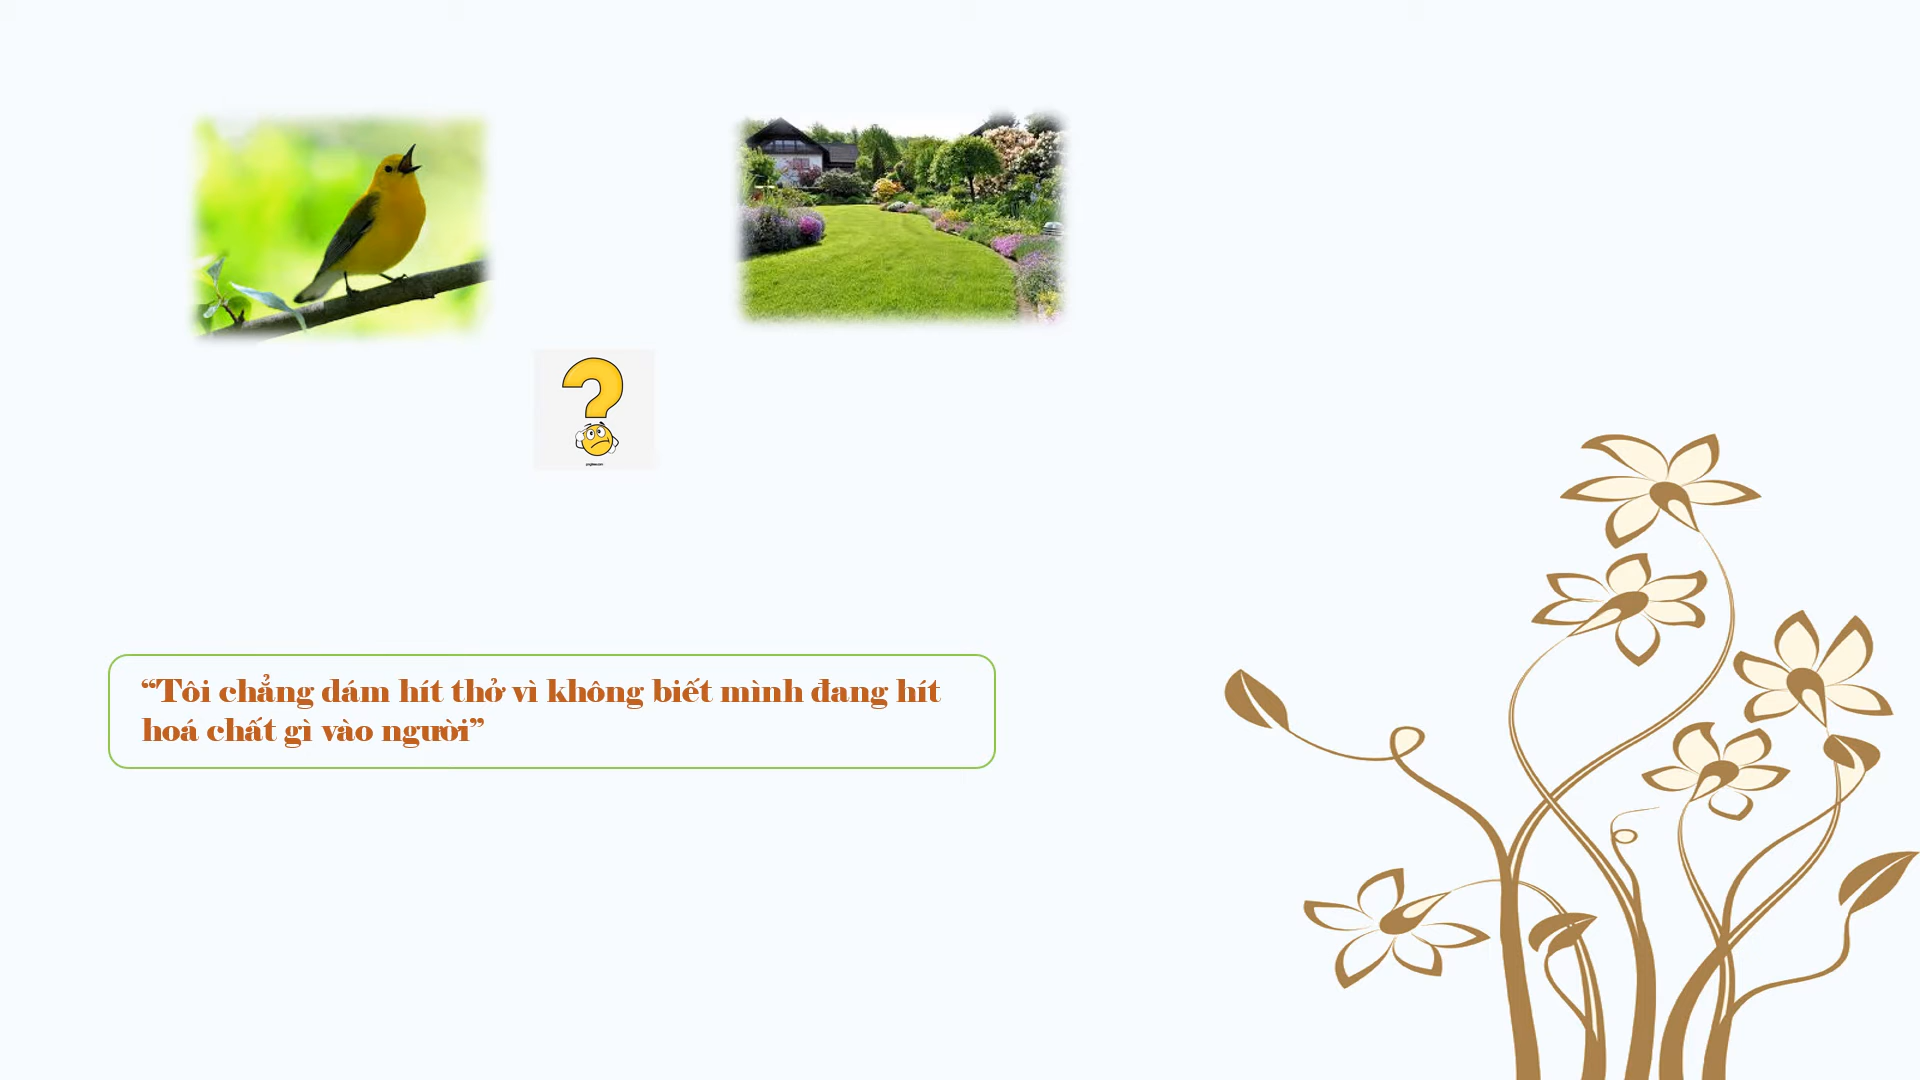 “Tôi chẳng dám hít thở vì không biết mình đang hít
hoá chất gì vào người”